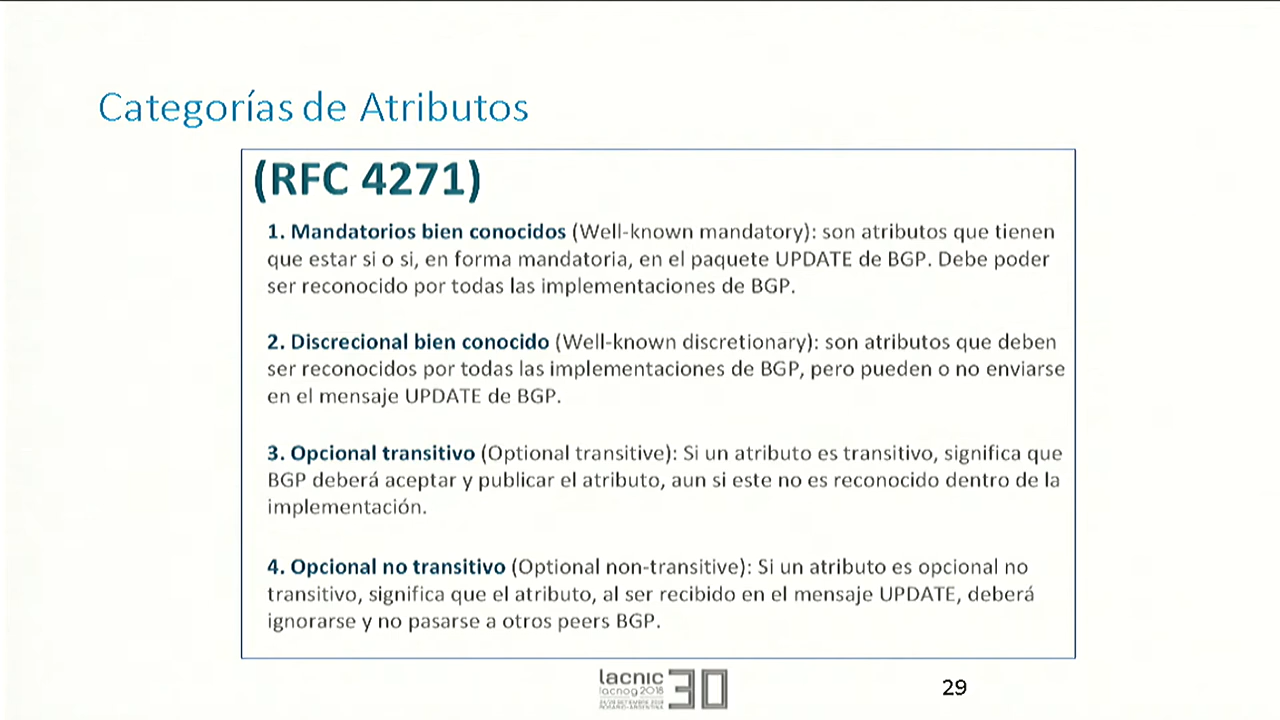 Categorías de Atributos
(RFC 4271)
1. Mandatorios bien conocidos (Well-known mandatory): son atributos que tienen
que estar si o si, en forma mandatoria, en el paquete UPDATE de BGP. Debe poder
ser reconocido por todas las implementaciones de BGP.
2. Discrecional bien conocido (Well-known discretionary): son atributos que deben
ser reconocidos por todas las implementaciones de BGP, pero pueden o no enviarse
en el mensaje UPDATE de BGP.
3. Opcional transitivo (Optional transitive): Si un atributo es transitivo, significa que
BGP deberá aceptar y publicar el atributo, aun si este no es reconocido dentro de la
implementación.
4. Opcional no transitivo (Optional non-transitive): Si un atributo es opcional no
transitivo, significa que el atributo, al ser recibido en el mensaje UPDATE, deberá
ignorarse y no pasarse a otros peers BGP.
lacnic 30
lacnog 2018
29